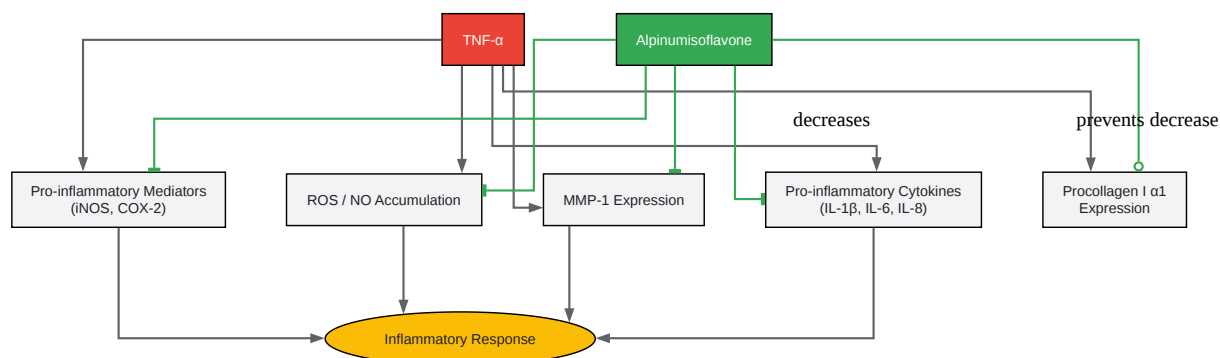 TNF-α
Alpinumisoflavone
decreases
prevents decrease
Pro-inflammatory Mediators
(iNOS, COX-2)
ROS / NO Accumulation
MMP-1 Expression
Pro-inflammatory Cytokines
(IL-1β, IL-6, IL-8)
Procollagen I α1
Expression
Inflammatory Response